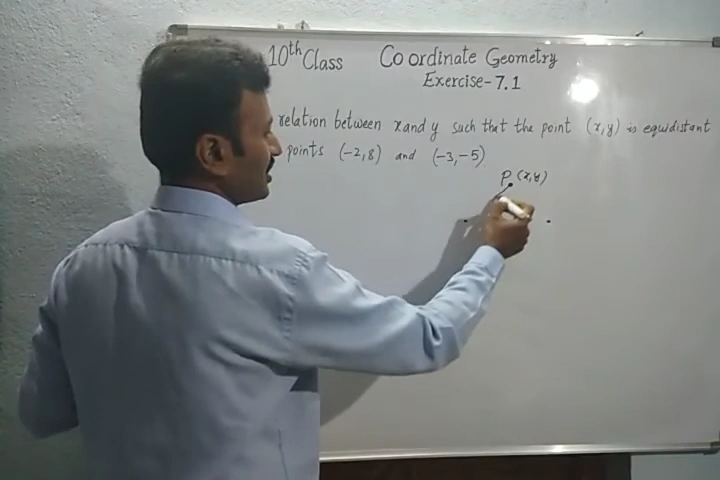 10th Class Coordinate Geometry
Exercise-7.1
relation between x and y such that the point (x,y) is equidistant
points (-2,8) and (-3,-5)
P (x,y)